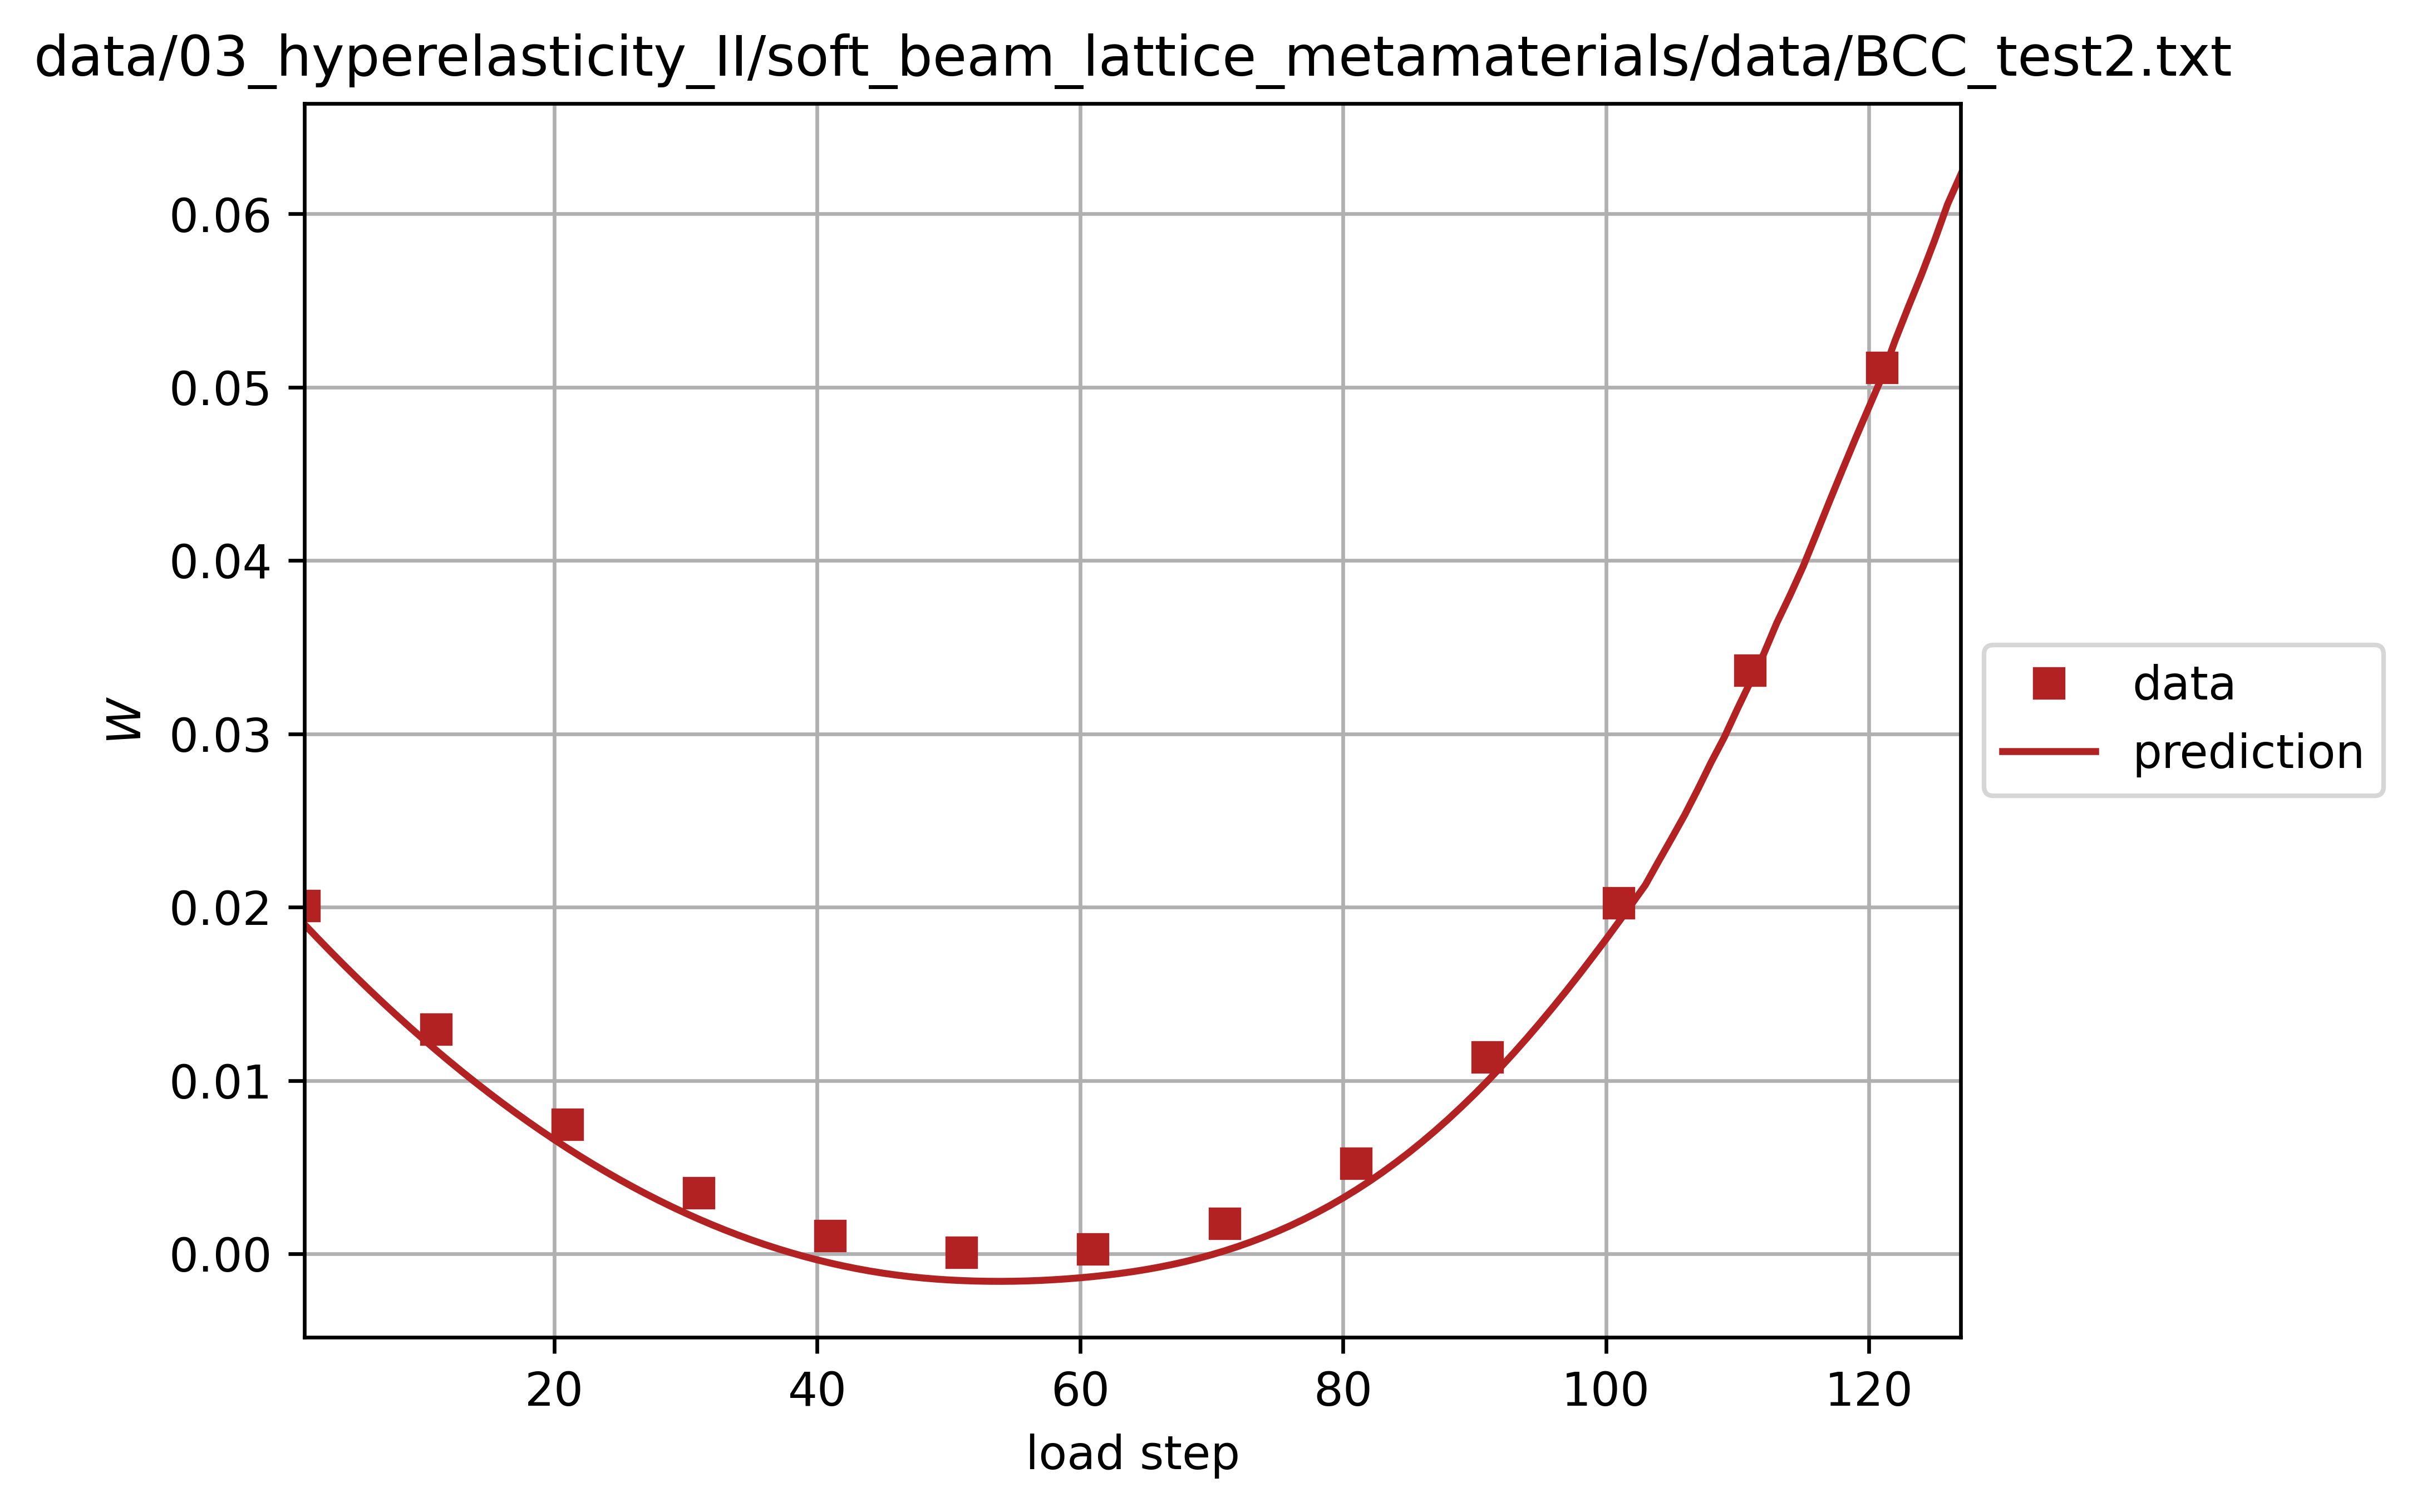 data/03_hyperelasticity_II/soft_beam_lattice_metamaterials/data/BCC_test2.txt
W
0.06
0.05
0.04
0.03
0.02
0.01
0.00
20 40 60 80 100 120
load step
data
prediction